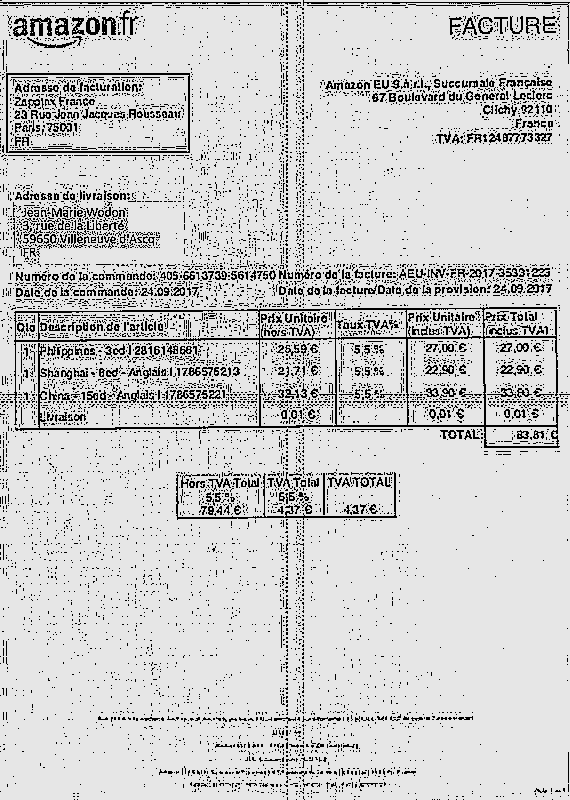 amazon.fr
FACTURE
Adresse de facturation:
Zapplax France
23 Rue Jean Jacques Rousseau
Paris, 75001
FR
Amazon EU S.à r.l., Succursale Française
67 Boulevard du General Leclerc
Clichy 92110
France
TVA: FR12487773327
Adresse de livraison:
Jean-Marie Wodon
3, rue de la Liberté
59650 Villeneuve d'Ascq
FR
Numéro de la commande: 405-6613739-5614750 Numéro de la facture: AEU-INV-FR-2017-35331223
Date de la commande: 24.09.2017 Date de la facture/Date de la provision: 24.09.2017
Qté Description de l'article Prix Unitaire (hors TVA) Taux TVA% Prix Unitaire (inclus TVA) Prix Total (inclus TVA)
1 Philippines - 3ed | 2816148661 25,59 € 5,5 % 27,00 € 27,00 €
1 Shanghai - 8ed - Anglais | 1786575213 21,71 € 5,5 % 22,90 € 22,90 €
1 China - 15ed - Anglais | 1786575221 32,13 € 5,5 % 33,90 € 33,90 €
Livraison 0,01 € 0,01 € 0,01 €
TOTAL: 83,81 €
Hors TVA Total TVA Total TVA TOTAL
5,5 % 5,5 %
79,44 € 4,37 € 4,37 €